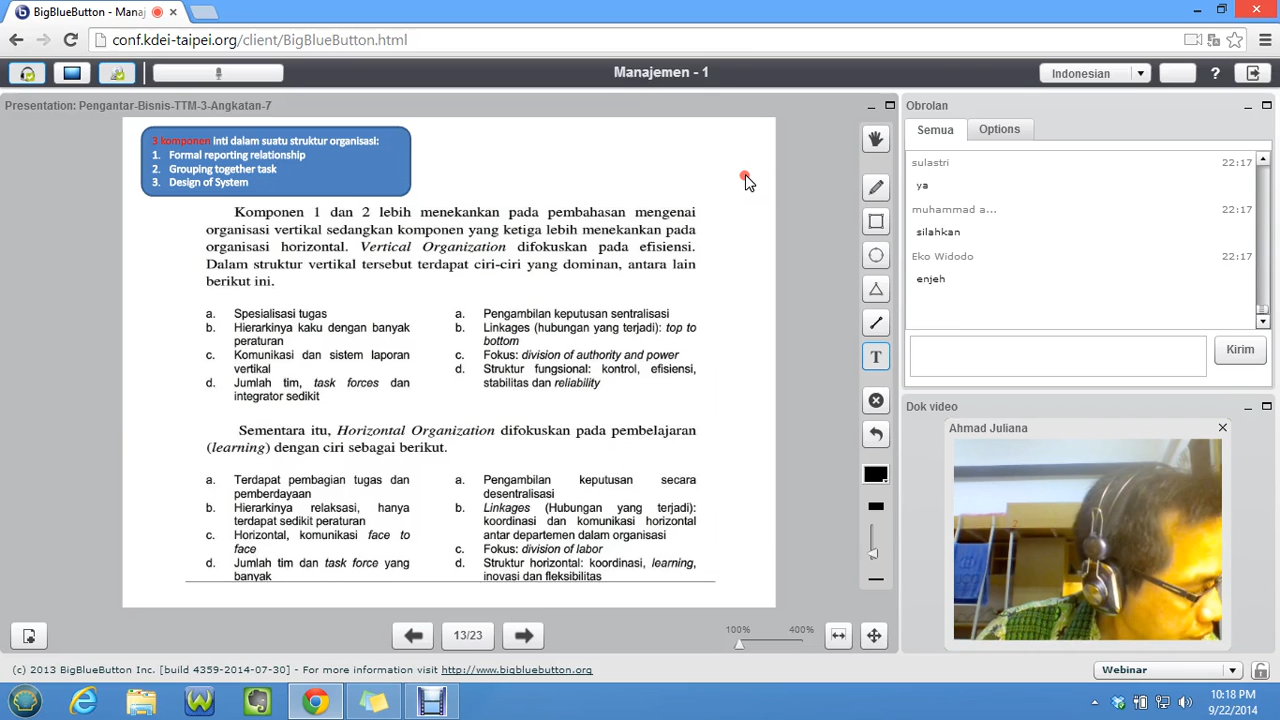 BigBlueButton - Manaj
conf.kdei-taipei.org/client/BigBlueButton.html
Manajemen - 1
Indonesian
?
Presentation: Pengantar-Bisnis-TTM-3-Angkatan-7
3 komponen inti dalam suatu struktur organisasi:
1. Formal reporting relationship
2. Grouping together task
3. Design of System
Komponen 1 dan 2 lebih menekankan pada pembahasan mengenai
organisasi vertikal sedangkan komponen yang ketiga lebih menekankan pada
organisasi horizontal. Vertical Organization difokuskan pada efisiensi.
Dalam struktur vertikal tersebut terdapat ciri-ciri yang dominan, antara lain
berikut ini.
a. Spesialisasi tugas
b. Hierarkinya kaku dengan banyak
peraturan
c. Komunikasi dan sistem laporan
vertikal
d. Jumlah tim, task forces dan
integrator sedikit
a. Pengambilan keputusan sentralisasi
b. Linkages (hubungan yang terjadi): top to
bottom
c. Fokus: division of authority and power
d. Struktur fungsional: kontrol, efisiensi,
stabilitas dan reliability
Sementara itu, Horizontal Organization difokuskan pada pembelajaran
(learning) dengan ciri sebagai berikut.
a. Terdapat pembagian tugas dan
pemberdayaan
b. Hierarkinya relaksasi, hanya
terdapat sedikit peraturan
c. Horizontal, komunikasi face to
face
d. Jumlah tim dan task force yang
banyak
a. Pengambilan keputusan secara
desentralisasi
b. Linkages (Hubungan yang terjadi):
koordinasi dan komunikasi horizontal
antar departemen dalam organisasi
c. Fokus: division of labor
d. Struktur horizontal: koordinasi, learning,
inovasi dan fleksibilitas
13/23
100%
400%
T
Obrolan
Semua
Options
sulastri 22:17
ya
muhammad a... 22:17
silahkan
Eko Widodo 22:17
enjeh
Kirim
Dok video
Ahmad Juliana
(c) 2013 BigBlueButton Inc. [build 4359-2014-07-30] - For more information visit http://www.bigbluebutton.org
Webinar
10:18 PM
9/22/2014